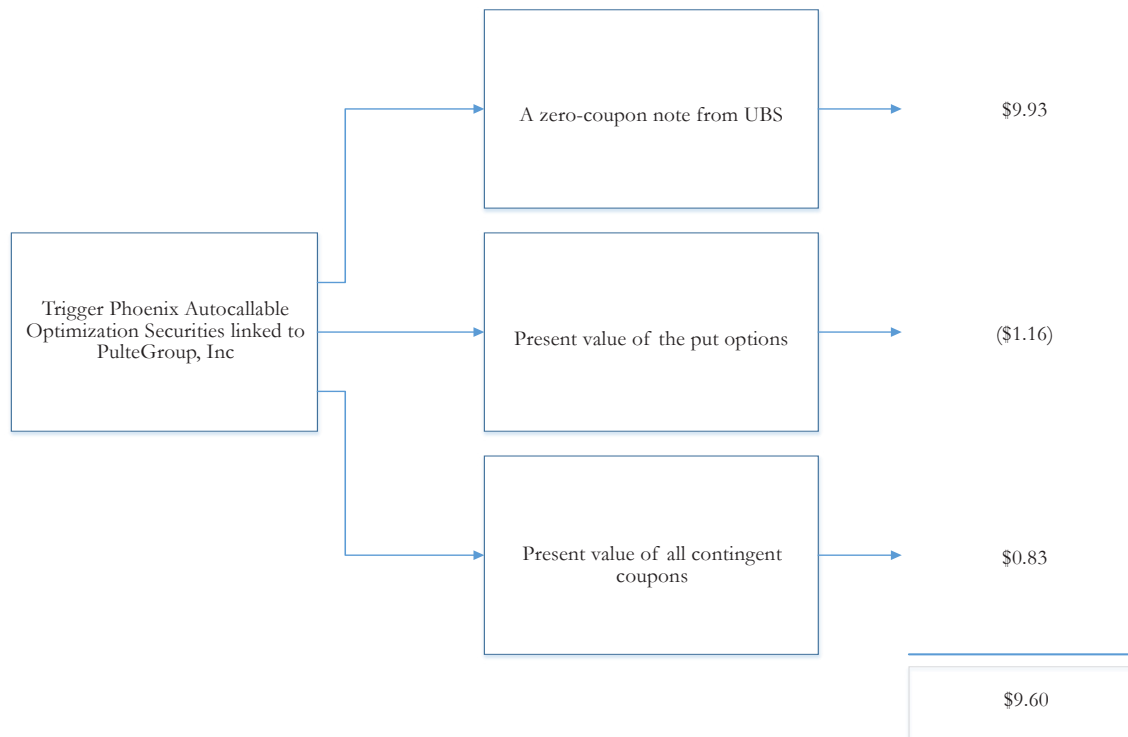 A zero-coupon note from UBS
$9.93
Trigger Phoenix Autocallable
Optimization Securities linked to
PulteGroup, Inc
Present value of the put options
($1.16)
Present value of all contingent
coupons
$0.83
$9.60